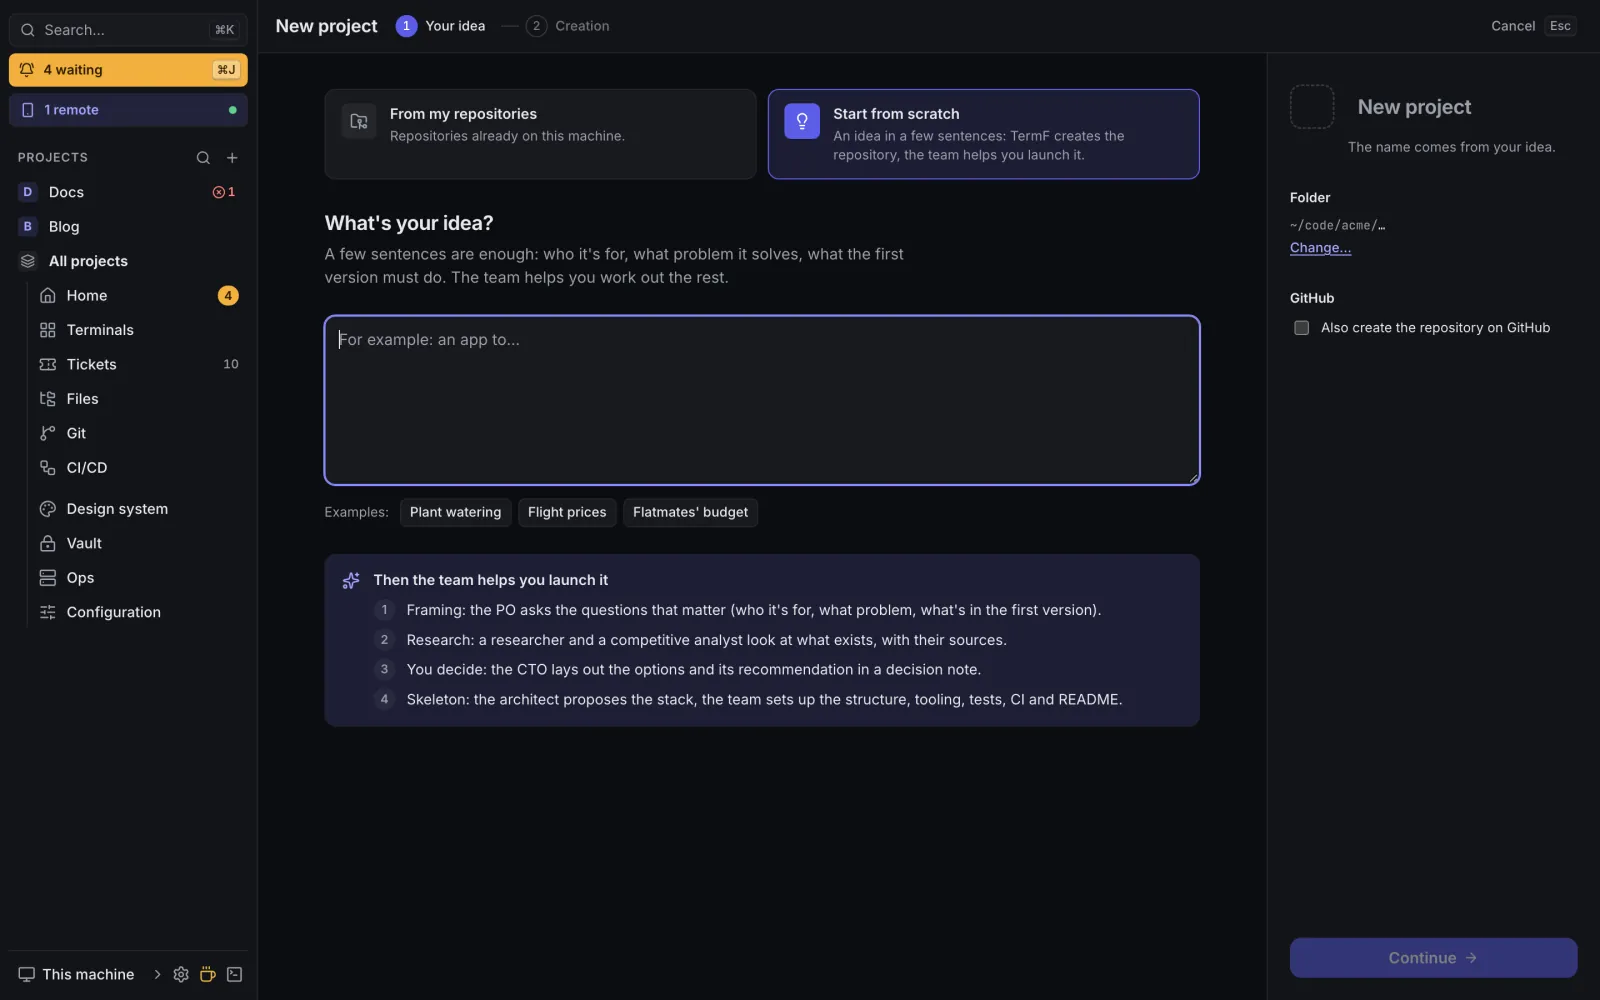 Search...
⌘K
4 waiting
⌘J
1 remote
PROJECTS
D
Docs
1
B
Blog
All projects
Home
4
Terminals
Tickets
10
Files
Git
CI/CD
Design system
Vault
Ops
Configuration
This machine
New project
1
Your idea
2
Creation
Cancel
Esc
From my repositories
Repositories already on this machine.
Start from scratch
An idea in a few sentences: TermF creates the
repository, the team helps you launch it.
What's your idea?
A few sentences are enough: who it's for, what problem it solves, what the first
version must do. The team helps you work out the rest.
For example: an app to...
Examples:
Plant watering
Flight prices
Flatmates' budget
Then the team helps you launch it
1
Framing: the PO asks the questions that matter (who it's for, what problem, what's in the first version).
2
Research: a researcher and a competitive analyst look at what exists, with their sources.
3
You decide: the CTO lays out the options and its recommendation in a decision note.
4
Skeleton: the architect proposes the stack, the team sets up the structure, tooling, tests, CI and README.
New project
The name comes from your idea.
Folder
~/code/acme/…
Change...
GitHub
Also create the repository on GitHub
Continue →